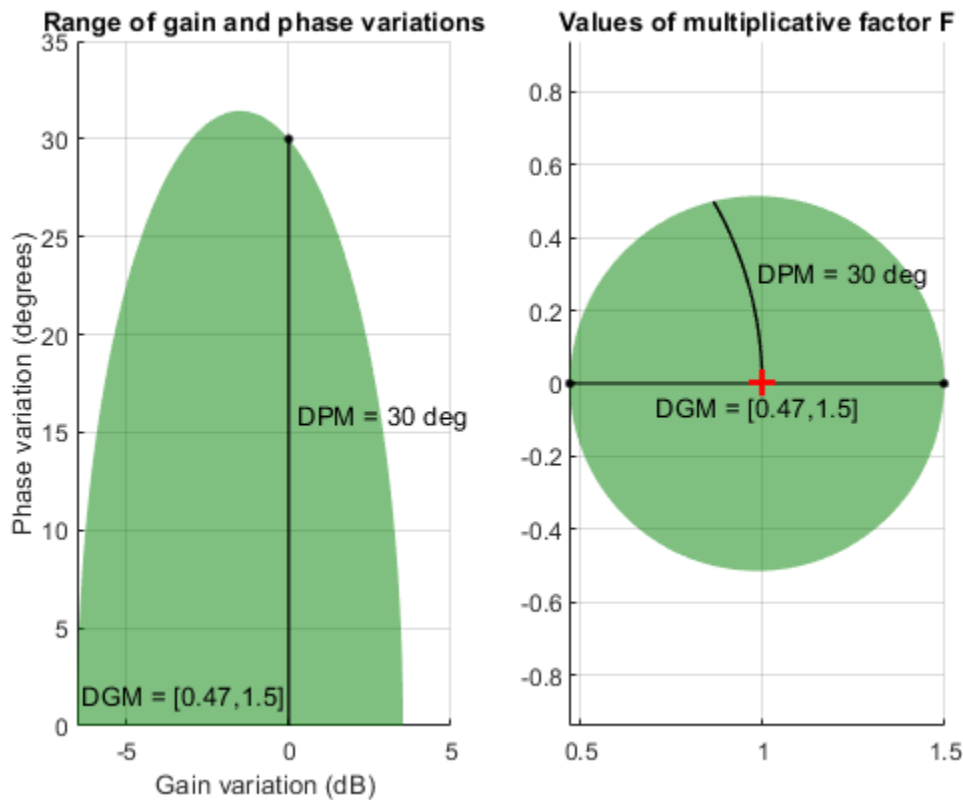 Range of gain and phase variations
35
30
25
20
15
10
5
0
Phase variation (degrees)
DPM = 30 deg
DGM = [0.47,1.5]
-5
0
5
Gain variation (dB)
Values of multiplicative factor F
0.8
0.6
0.4
0.2
0
-0.2
-0.4
-0.6
-0.8
DPM = 30 deg
DGM = [0.47,1.5]
0.5
1
1.5